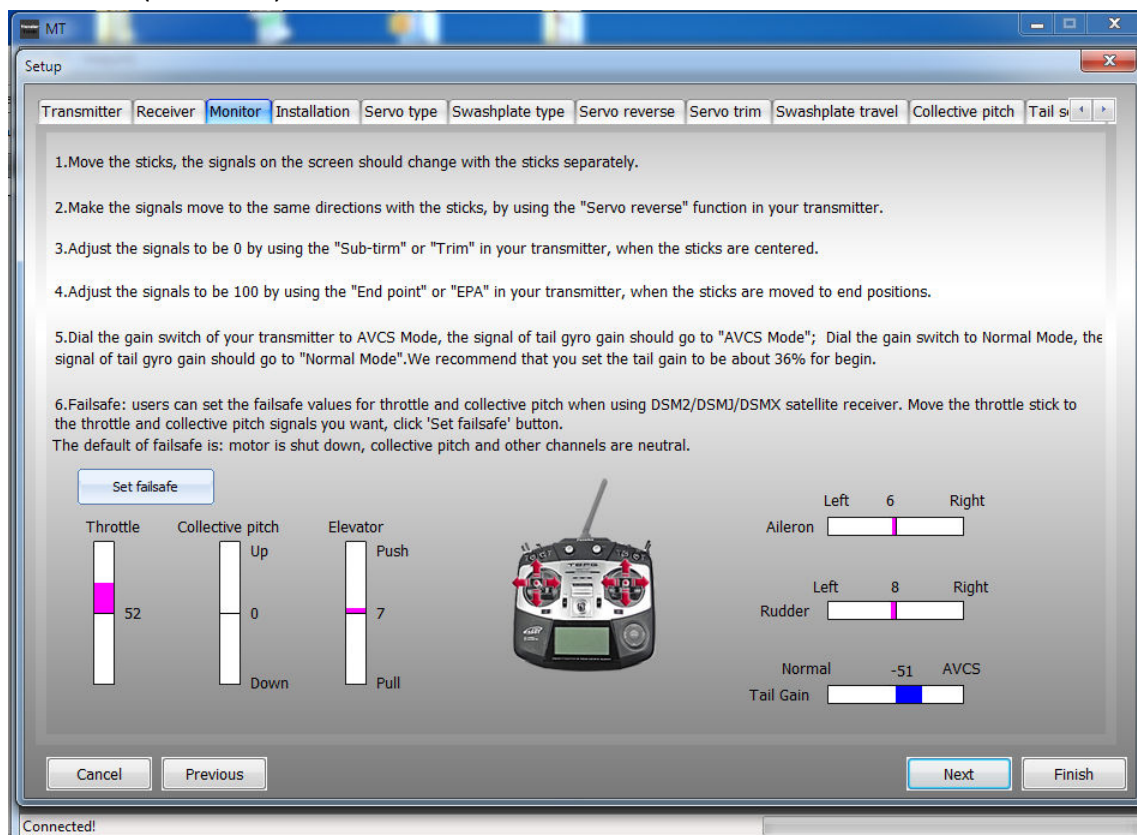 MT
Setup
Transmitter Receiver Monitor Installation Servo type Swashplate type Servo reverse Servo trim Swashplate travel Collective pitch Tail s
1.Move the sticks, the signals on the screen should change with the sticks separately.
2.Make the signals move to the same directions with the sticks, by using the "Servo reverse" function in your transmitter.
3.Adjust the signals to be 0 by using the "Sub-tirm" or "Trim" in your transmitter, when the sticks are centered.
4.Adjust the signals to be 100 by using the "End point" or "EPA" in your transmitter, when the sticks are moved to end positions.
5.Dial the gain switch of your transmitter to AVCS Mode, the signal of tail gyro gain should go to "AVCS Mode"; Dial the gain switch to Normal Mode, the
signal of tail gyro gain should go to "Normal Mode".We recommend that you set the tail gain to be about 36% for begin.
6.Failsafe: users can set the failsafe values for throttle and collective pitch when using DSM2/DSMJ/DSMX satellite receiver. Move the throttle stick to
the throttle and collective pitch signals you want, click 'Set failsafe' button.
The default of failsafe is: motor is shut down, collective pitch and other channels are neutral.
Set failsafe
Throttle Collective pitch Elevator
Up Push
52 0 7
Down Pull
Left 6 Right
Aileron
Left 8 Right
Rudder
Normal -51 AVCS
Tail Gain
Cancel Previous Next Finish
Connected!